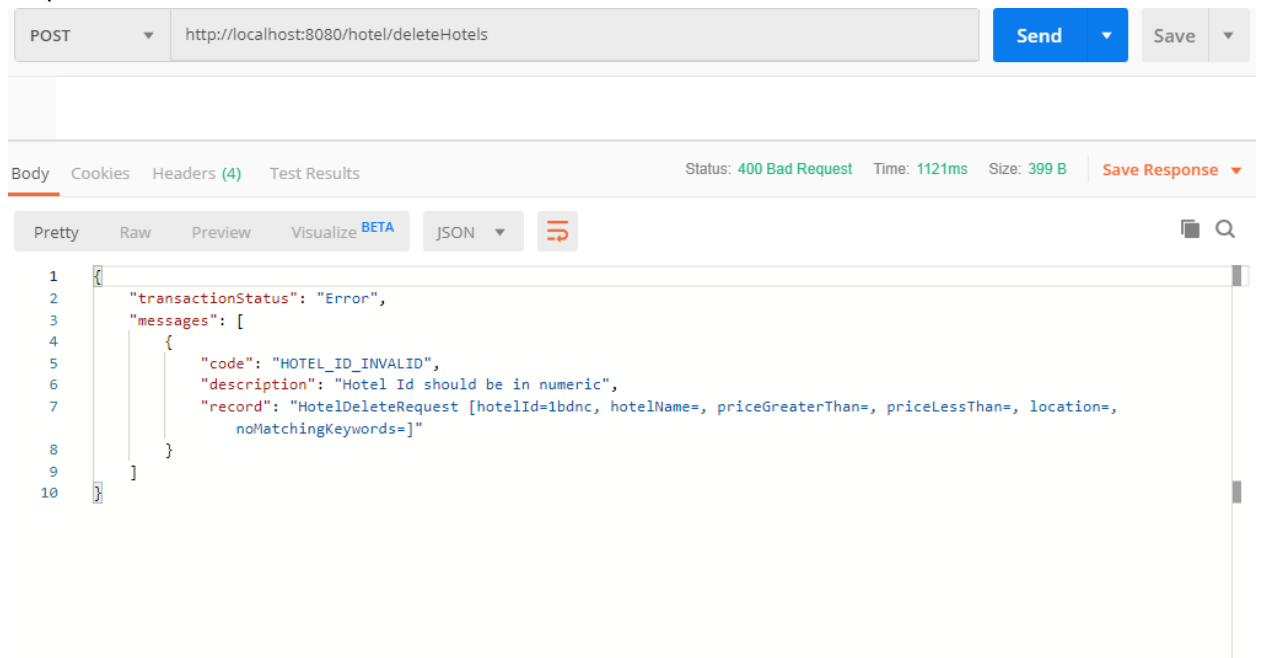 POST http://localhost:8080/hotel/deleteHotels Send Save
Body Cookies Headers (4) Test Results Status: 400 Bad Request Time: 1121ms Size: 399 B Save Response
Pretty Raw Preview Visualize BETA JSON
1 {
2 "transactionStatus": "Error",
3 "messages": [
4 {
5 "code": "HOTEL_ID_INVALID",
6 "description": "Hotel Id should be in numeric",
7 "record": "HotelDeleteRequest [hotelId=1bdnc, hotelName=, priceGreaterThan=, priceLessThan=, location=,
noMatchingKeywords=]"
8 }
9 ]
10 }